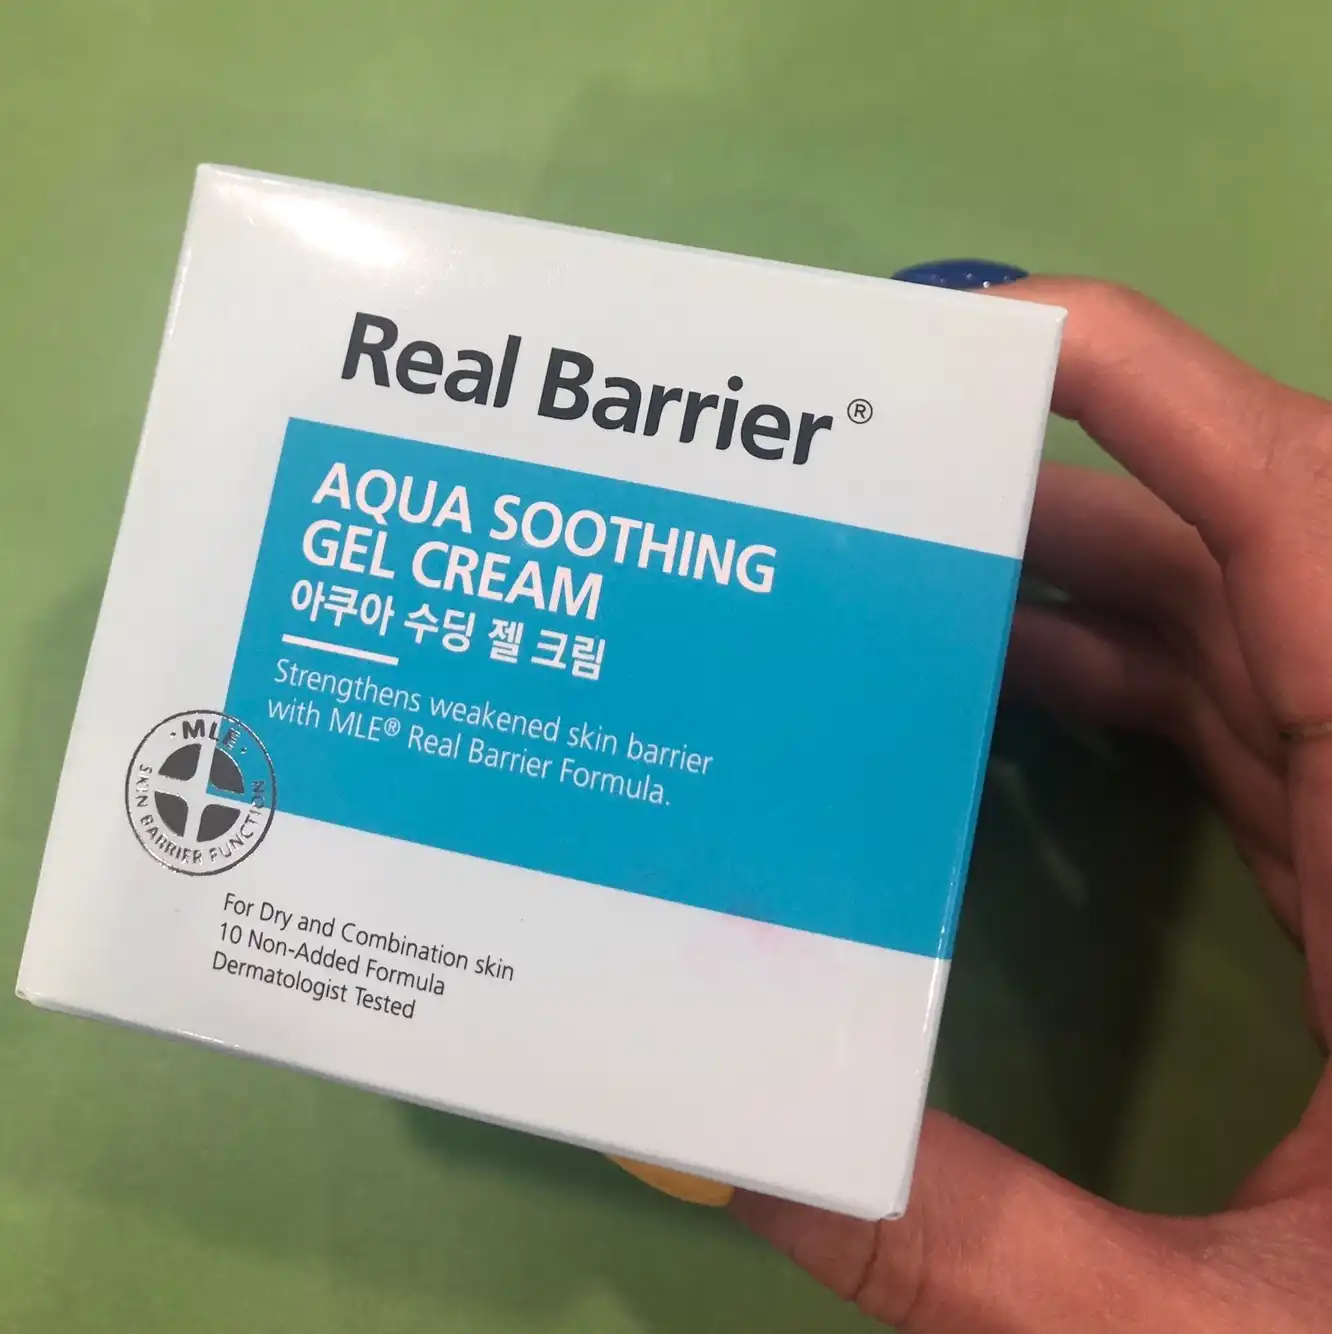 Real Barrier ®
AQUA SOOTHING
GEL CREAM
아쿠아 수딩 젤 크림
Strengthens weakened skin barrier
with MLE® Real Barrier Formula.
· MLE ·
SKIN BARRIER FUNCTION
For Dry and Combination skin
10 Non-Added Formula
Dermatologist Tested